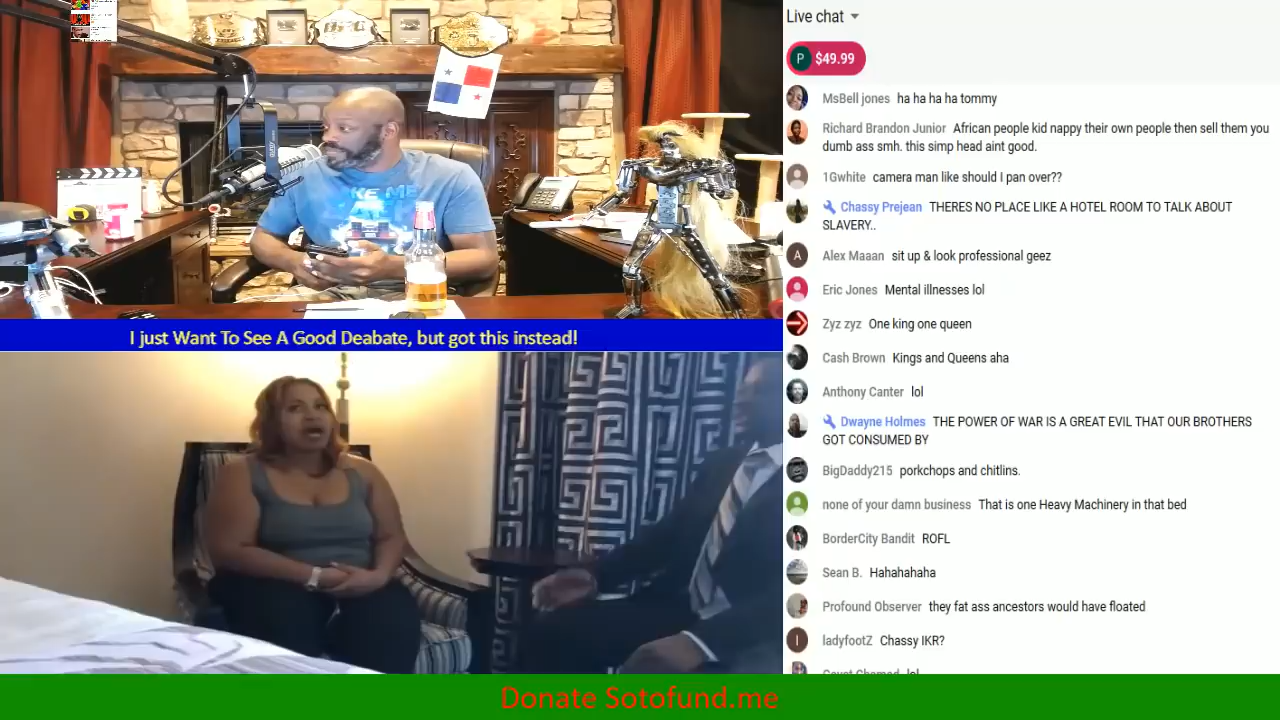 Live chat
P $49.99
MsBell jones ha ha ha ha tommy
Richard Brandon Junior African people kid nappy their own people then sell them you
dumb ass smh. this simp head aint good.
1Gwhite camera man like should I pan over??
Chassy Prejean THERES NO PLACE LIKE A HOTEL ROOM TO TALK ABOUT
SLAVERY..
A Alex Maaan sit up & look professional geez
Eric Jones Mental illnesses lol
Zyz zyz One king one queen
Cash Brown Kings and Queens aha
Anthony Canter lol
Dwayne Holmes THE POWER OF WAR IS A GREAT EVIL THAT OUR BROTHERS
GOT CONSUMED BY
BigDaddy215 porkchops and chitlins.
none of your damn business That is one Heavy Machinery in that bed
BorderCity Bandit ROFL
Sean B. Hahahahaha
Profound Observer they fat ass ancestors would have floated
l ladyfootZ Chassy IKR?
I just Want To See A Good Deabate, but got this instead!
Donate Sotofund.me